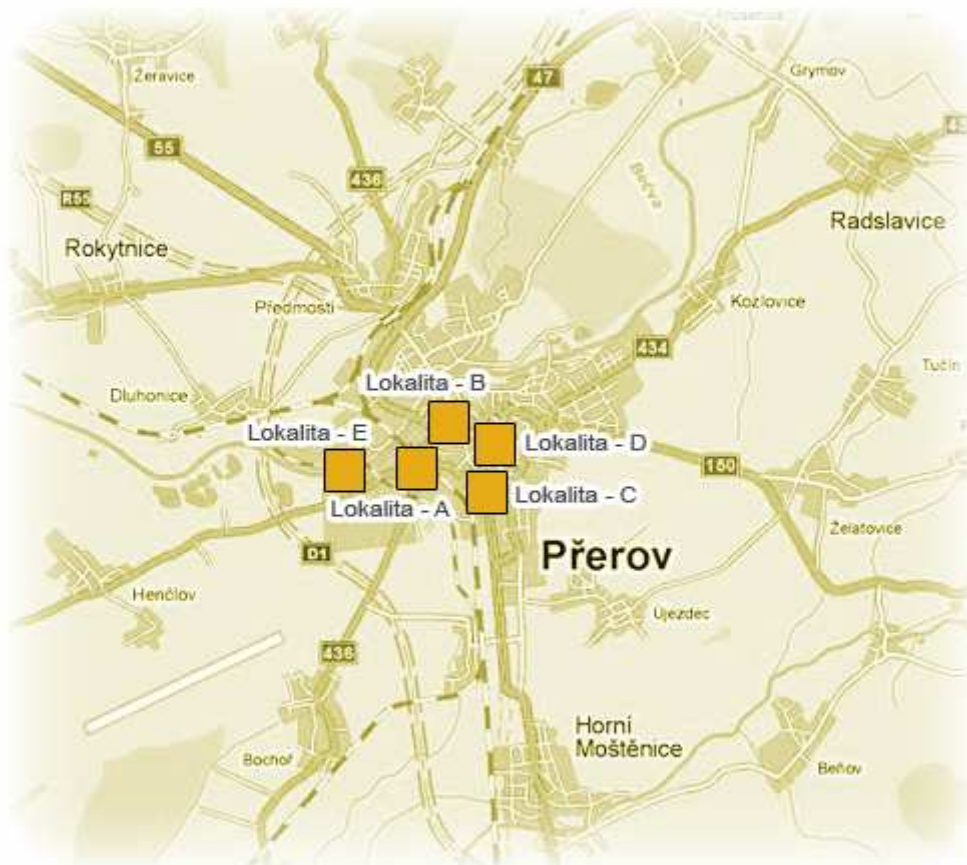 Žeravice
47
Grymov
55
436
R55
Bečva
Radslavice
Rokytnice
Předmostí
Kozlovice
434
Tučín
Dluhonice
Lokalita - B
Lokalita - E
Lokalita - D
150
Lokalita - A
Lokalita - C
Želatovice
D1
Přerov
Henčlov
Újezdec
436
Horní
Moštěnice
Bochoř
Beňov